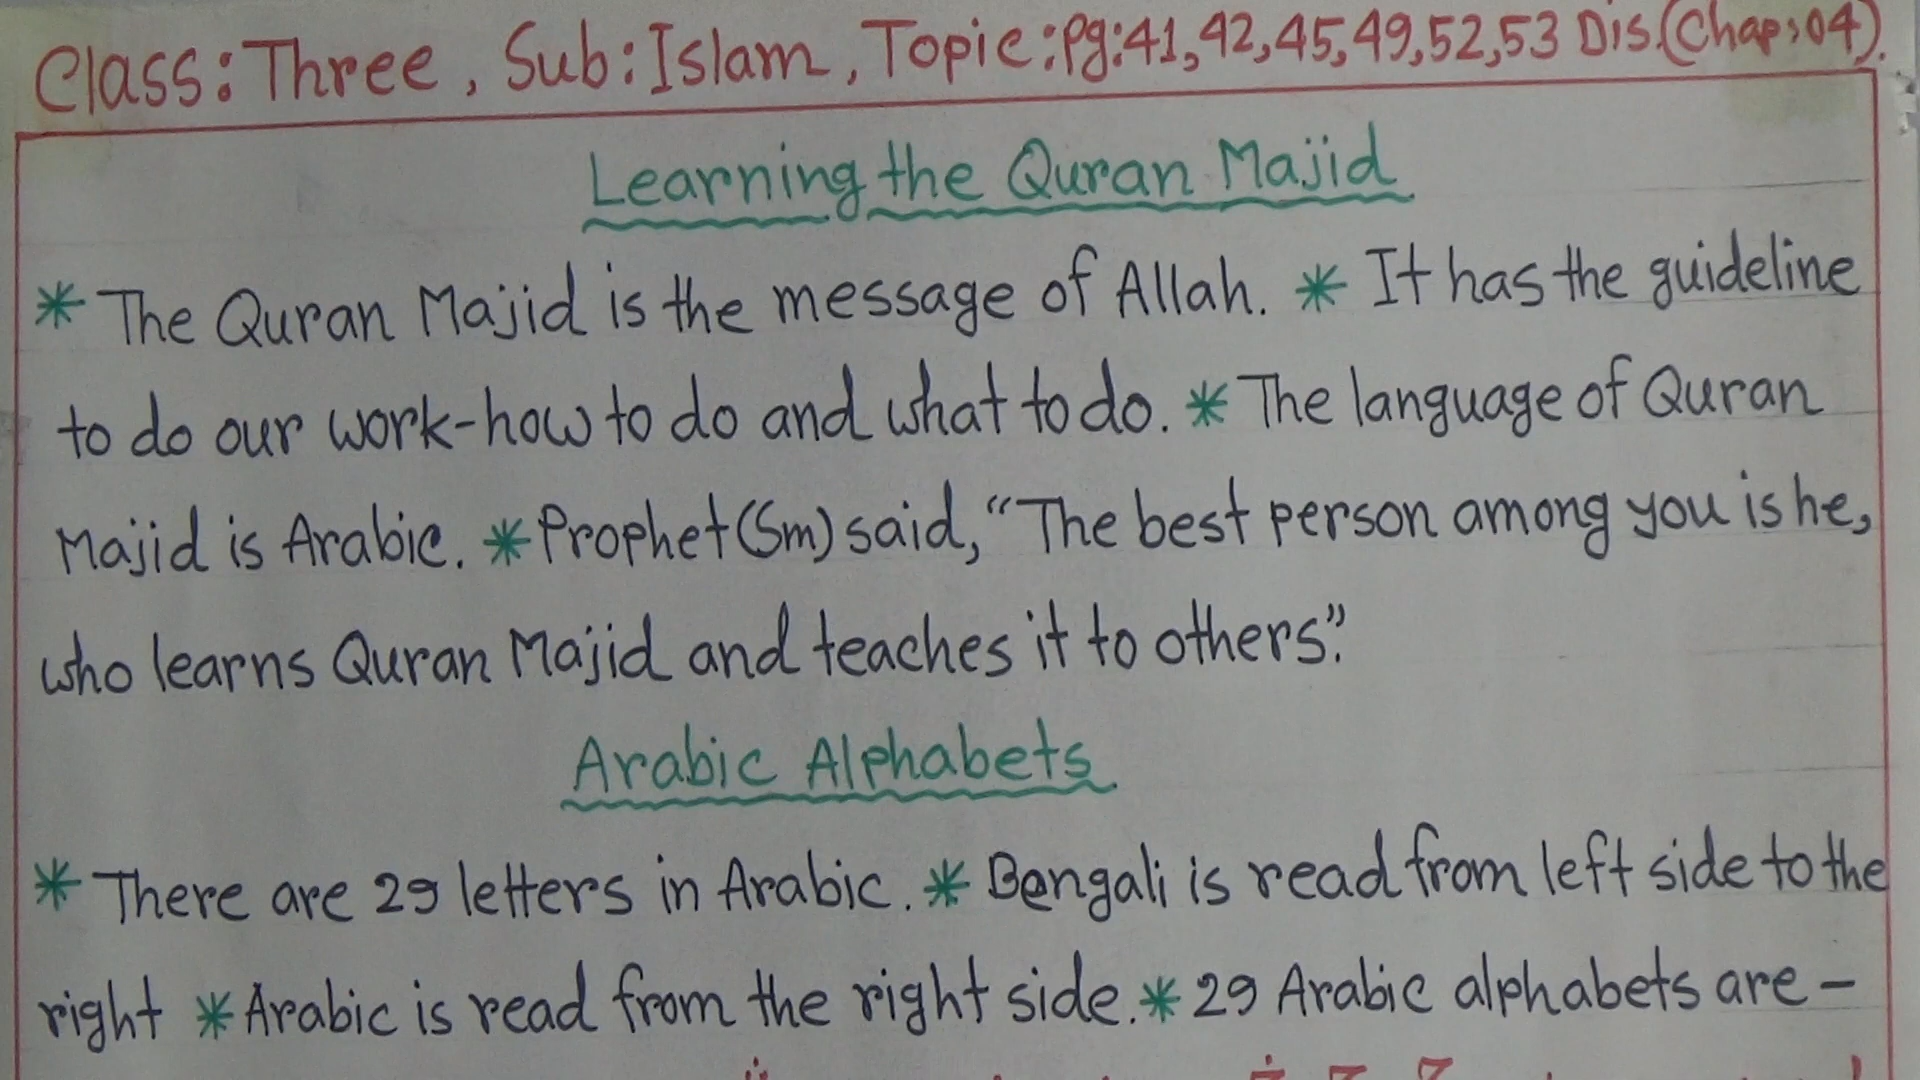 Class: Three, Sub: Islam, Topic: Pg: 41, 42, 45, 49, 52, 53 Dis. (Chap: 04).
Learning the Quran Majid
* The Quran Majid is the message of Allah. * It has the guideline
to do our work-how to do and what to do. * The language of Quran
Majid is Arabic. * Prophet (Sm) said, “The best person among you is he,
who learns Quran Majid and teaches it to others”.
Arabic Alphabets
* There are 29 letters in Arabic. * Bengali is read from left side to the
right * Arabic is read from the right side. * 29 Arabic alphabets are –